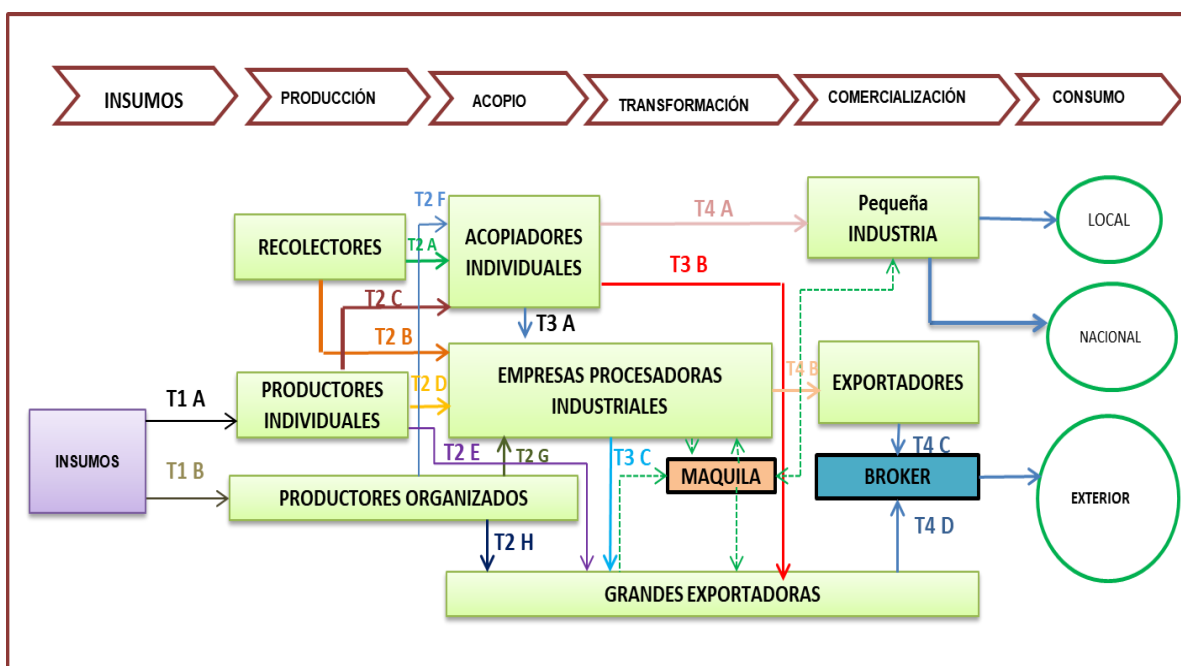 INSUMOS
PRODUCCIÓN
ACOPIO
TRANSFORMACIÓN
COMERCIALIZACIÓN
CONSUMO
T2 F
ACOPIADORES
INDIVIDUALES
T4 A
Pequeña
INDUSTRIA
LOCAL
RECOLECTORES
T2 A
T3 B
T2 C
T3 A
T2 B
NACIONAL
EMPRESAS PROCESADORAS
INDUSTRIALES
T4 B
EXPORTADORES
T1 A
PRODUCTORES
INDIVIDUALES
T2 D
INSUMOS
T2 E
T2 G
T3 C
T4 C
T1 B
PRODUCTORES ORGANIZADOS
MAQUILA
BROKER
EXTERIOR
T2 H
T4 D
GRANDES EXPORTADORAS